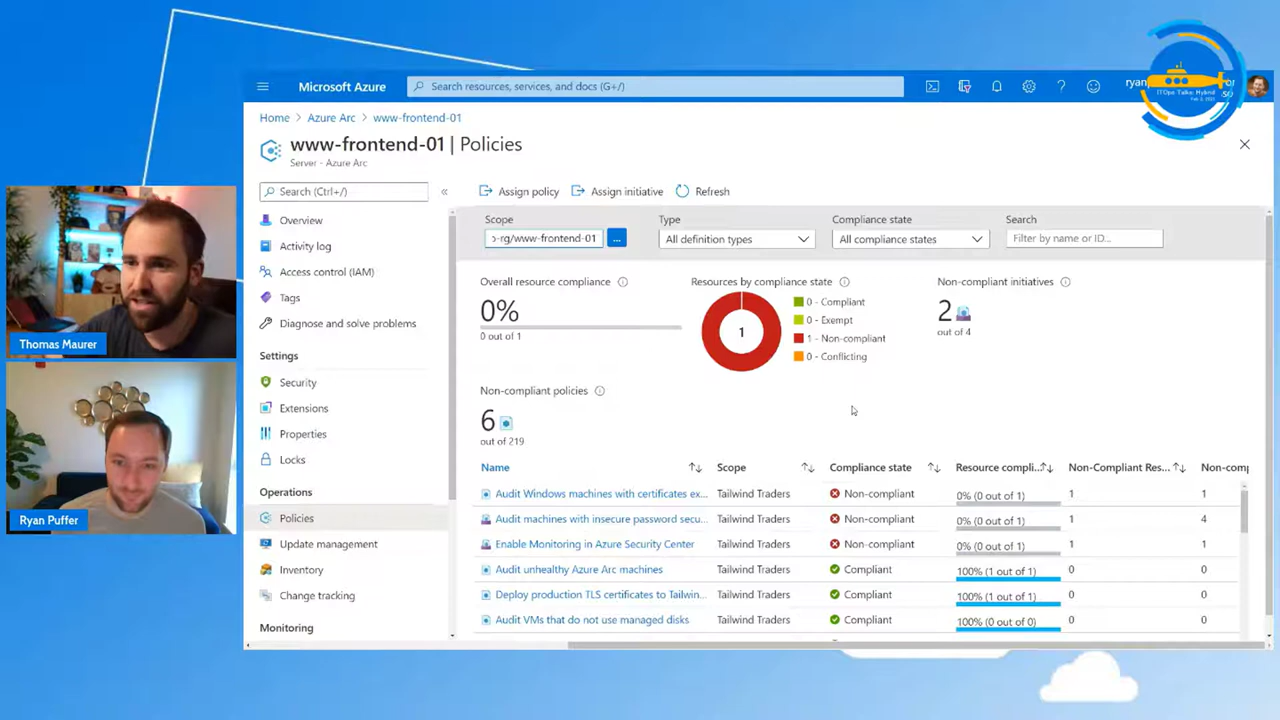 Microsoft Azure
Search resources, services, and docs (G+/)
ITOps Talks: Hybrid
Home > Azure Arc > www-frontend-01
www-frontend-01 | Policies
Server - Azure Arc
Search (Ctrl+/)
«
Assign policy
Assign initiative
Refresh
Overview
Activity log
Access control (IAM)
Tags
Diagnose and solve problems
Settings
Security
Extensions
Properties
Locks
Operations
Policies
Update management
Inventory
Change tracking
Monitoring
Scope
Type
Compliance state
Search
-rg/www-frontend-01
...
All definition types
All compliance states
Filter by name or ID...
Overall resource compliance
0%
0 out of 1
Resources by compliance state
1
0 - Compliant
0 - Exempt
1 - Non-compliant
0 - Conflicting
Non-compliant initiatives
2
out of 4
Non-compliant policies
6
out of 219
Name Scope Compliance state Resource compli... Non-Compliant Res... Non-comp
Audit Windows machines with certificates ex... Tailwind Traders Non-compliant 0% (0 out of 1) 1 1
Audit machines with insecure password secu... Tailwind Traders Non-compliant 0% (0 out of 1) 1 4
Enable Monitoring in Azure Security Center Tailwind Traders Non-compliant 0% (0 out of 1) 1 1
Audit unhealthy Azure Arc machines Tailwind Traders Compliant 100% (1 out of 1) 0 0
Deploy production TLS certificates to Tailwin... Tailwind Traders Compliant 100% (1 out of 1) 0 0
Audit VMs that do not use managed disks Tailwind Traders Compliant 100% (0 out of 0) 0 0
Thomas Maurer
Ryan Puffer